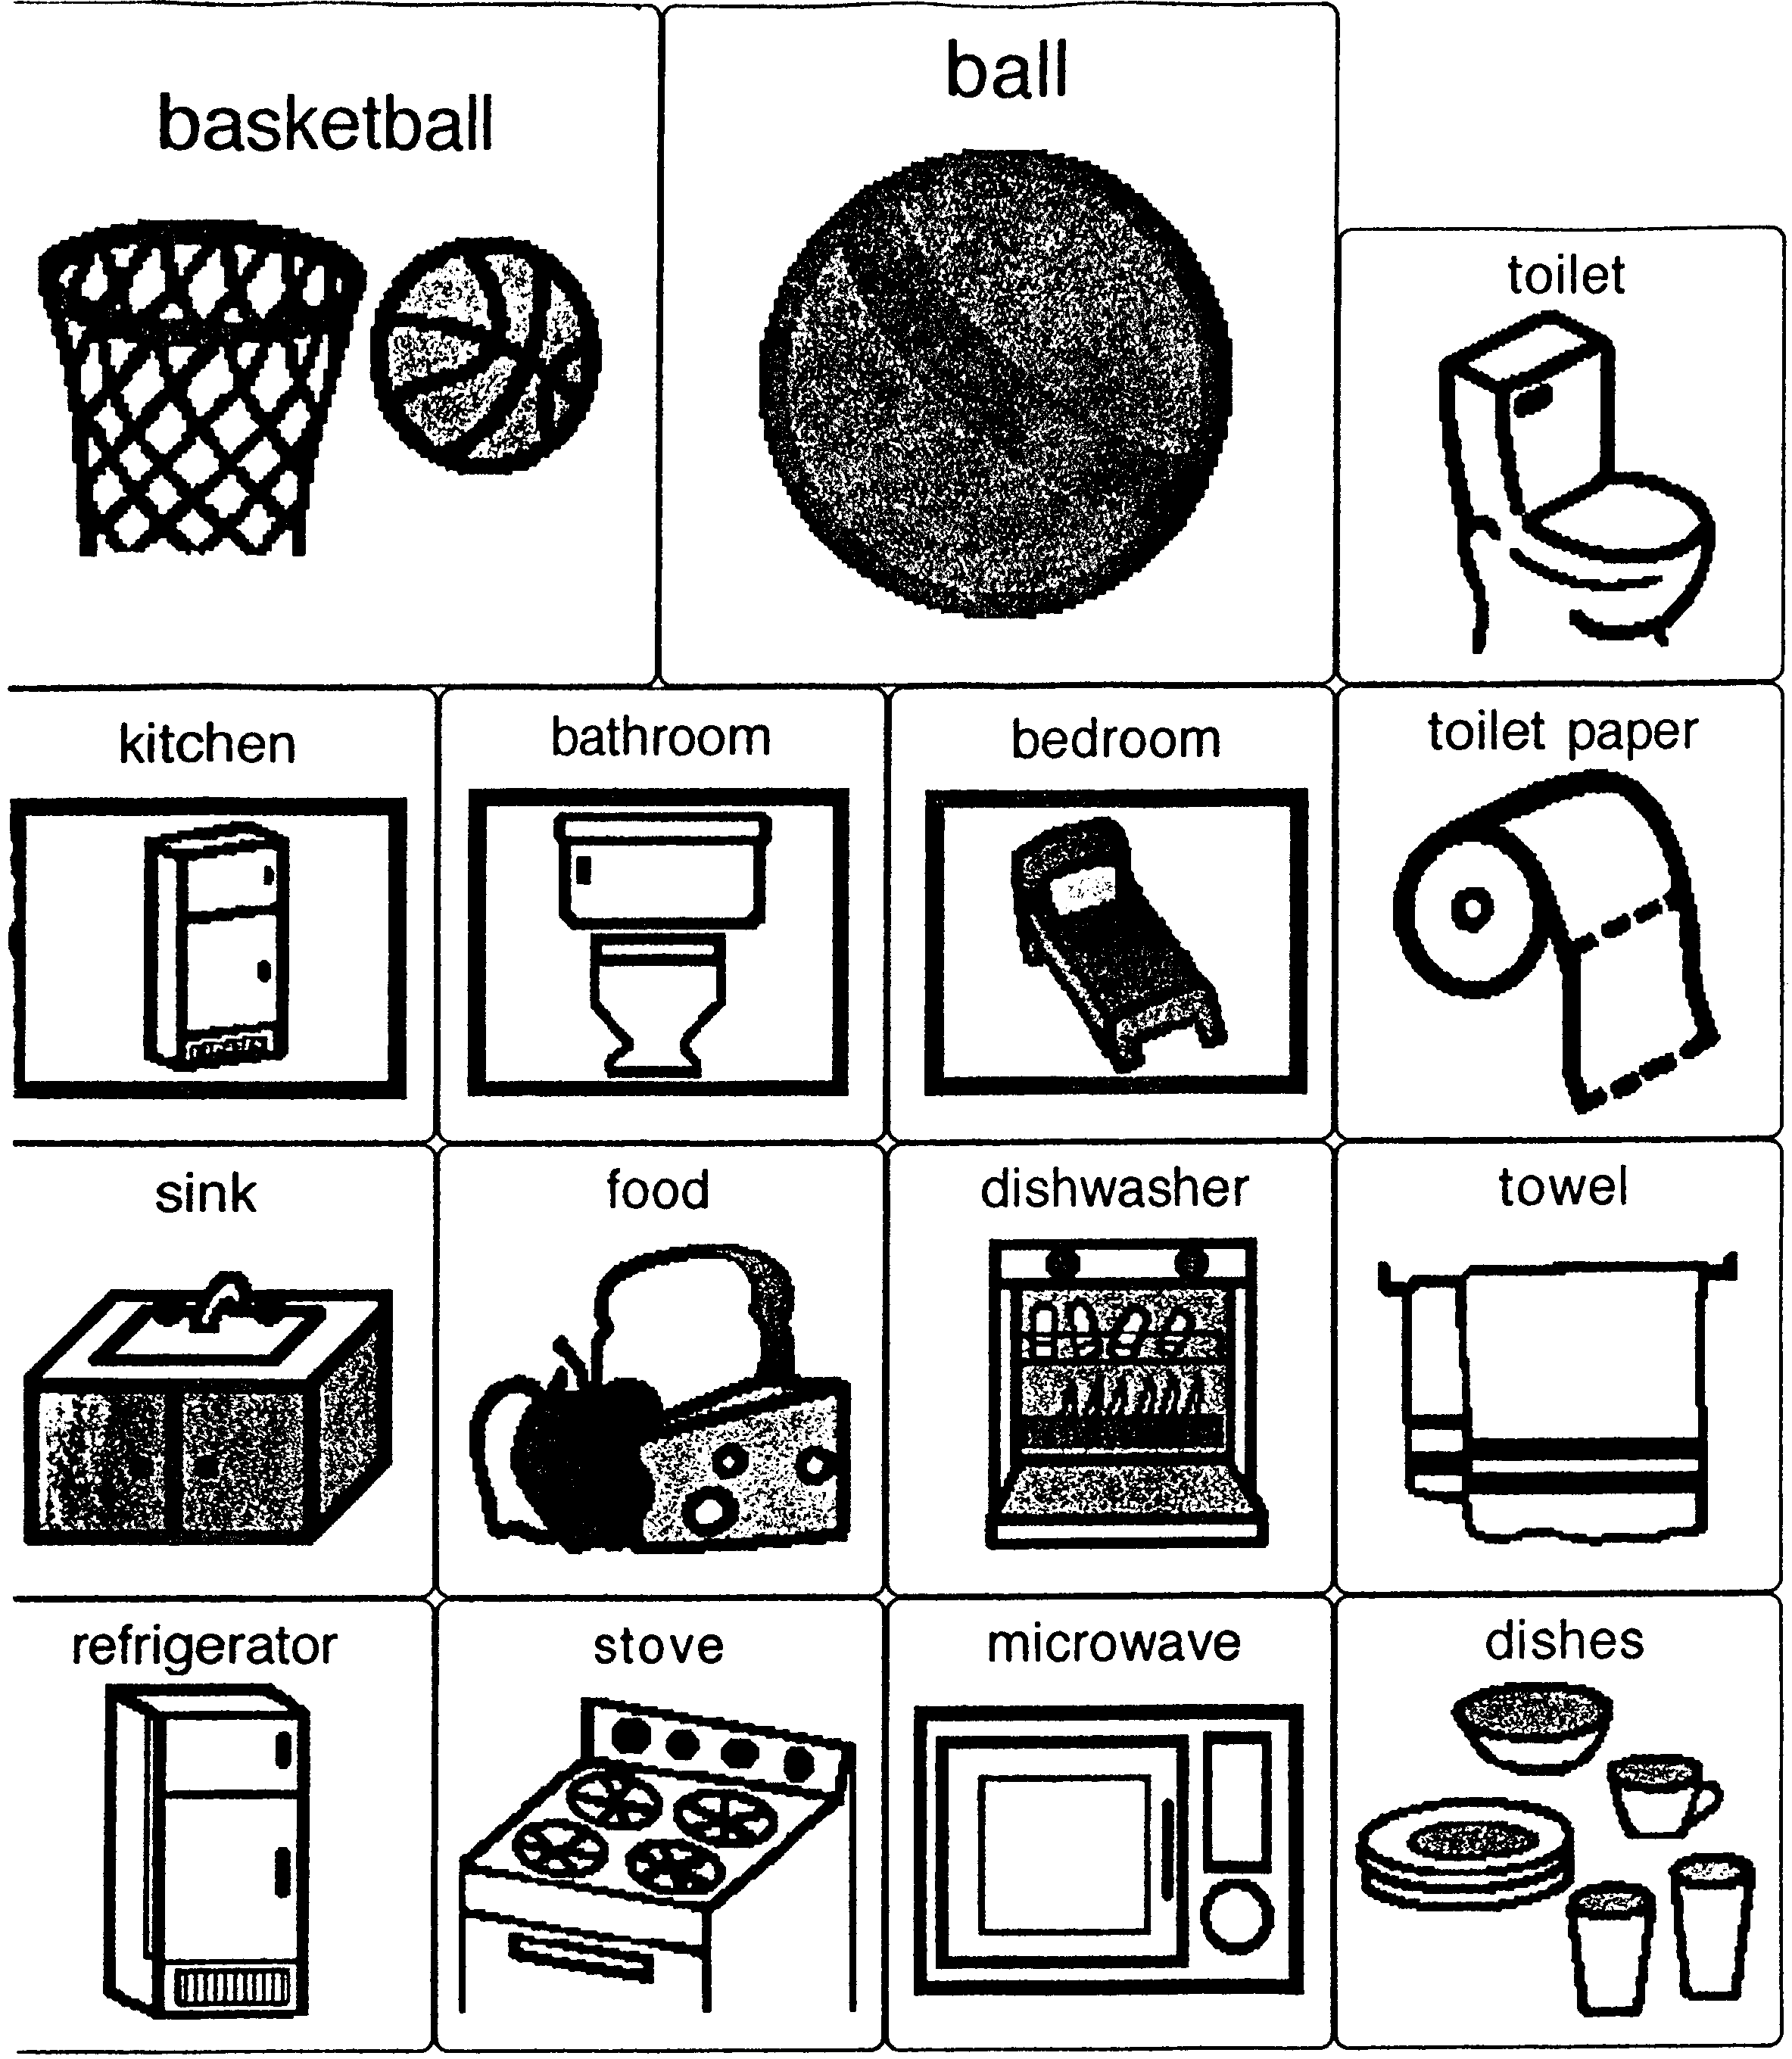 basketball
ball
toilet
kitchen
bathroom
bedroom
toilet paper
sink
food
dishwasher
towel
refrigerator
stove
microwave
dishes